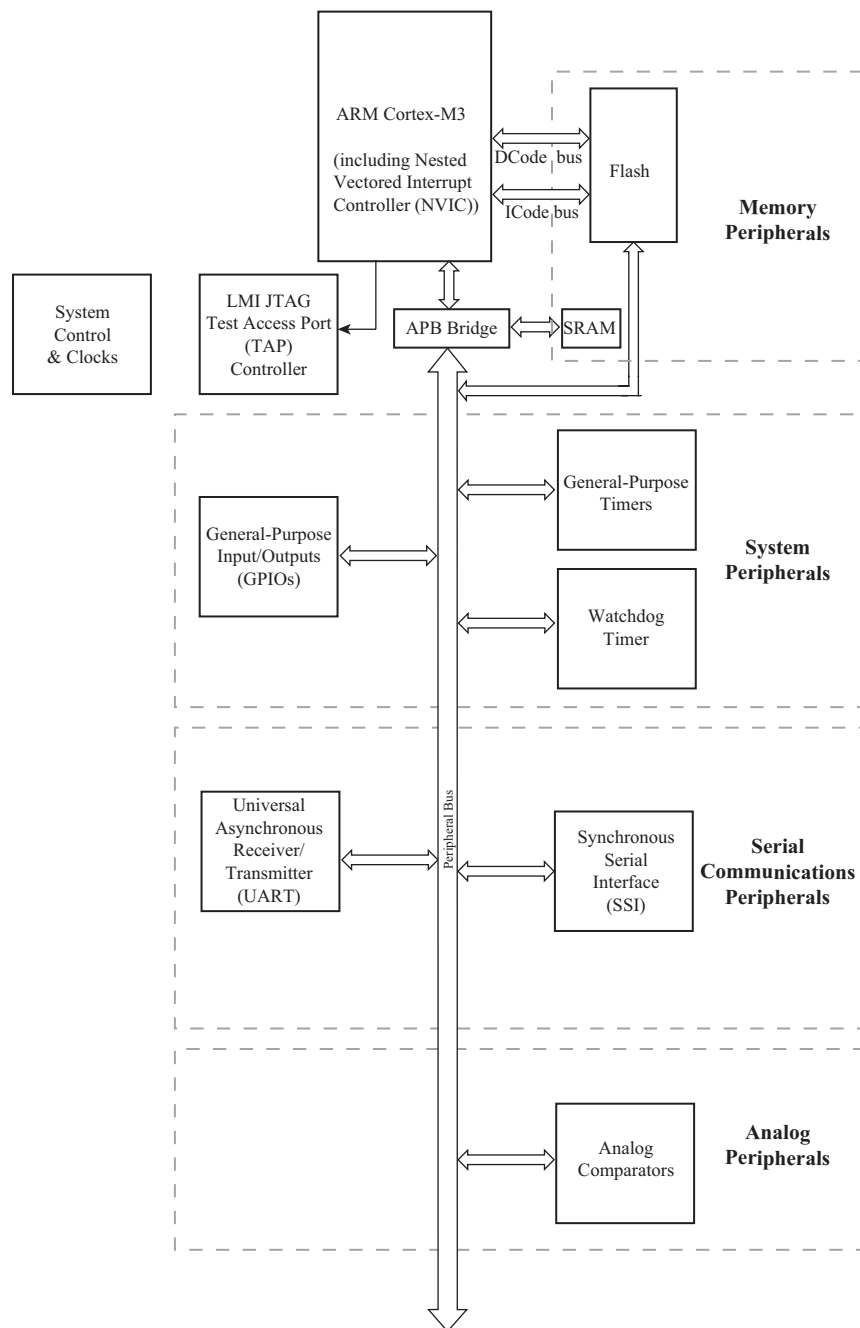 ARM Cortex-M3
(including Nested
Vectored Interrupt
Controller (NVIC))
DCode bus
ICode bus
Flash
Memory
Peripherals
System
Control
& Clocks
LMI JTAG
Test Access Port
(TAP)
Controller
APB Bridge
SRAM
General-Purpose
Timers
General-Purpose
Input/Outputs
(GPIOs)
System
Peripherals
Watchdog
Timer
Peripheral Bus
Universal
Asynchronous
Receiver/
Transmitter
(UART)
Synchronous
Serial
Interface
(SSI)
Serial
Communications
Peripherals
Analog
Comparators
Analog
Peripherals